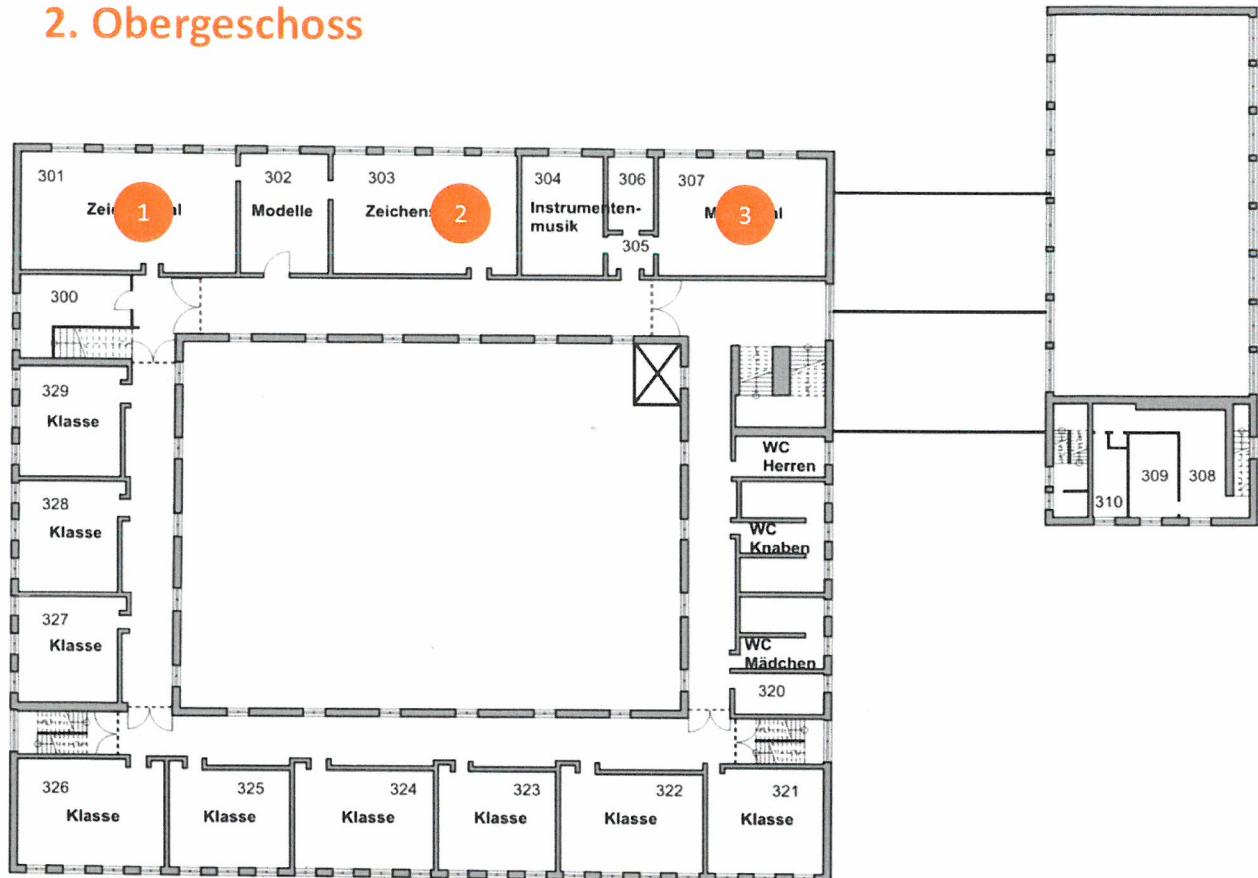 2. Obergeschoss
301
302
Modelle
303
304
Instrumenten-
musik
306
305
307
1
2
3
300
329
Klasse
328
Klasse
327
Klasse
WC
Herren
WC
Knaben
WC
Mädchen
320
310
309
308
326
Klasse
325
Klasse
324
Klasse
323
Klasse
322
Klasse
321
Klasse